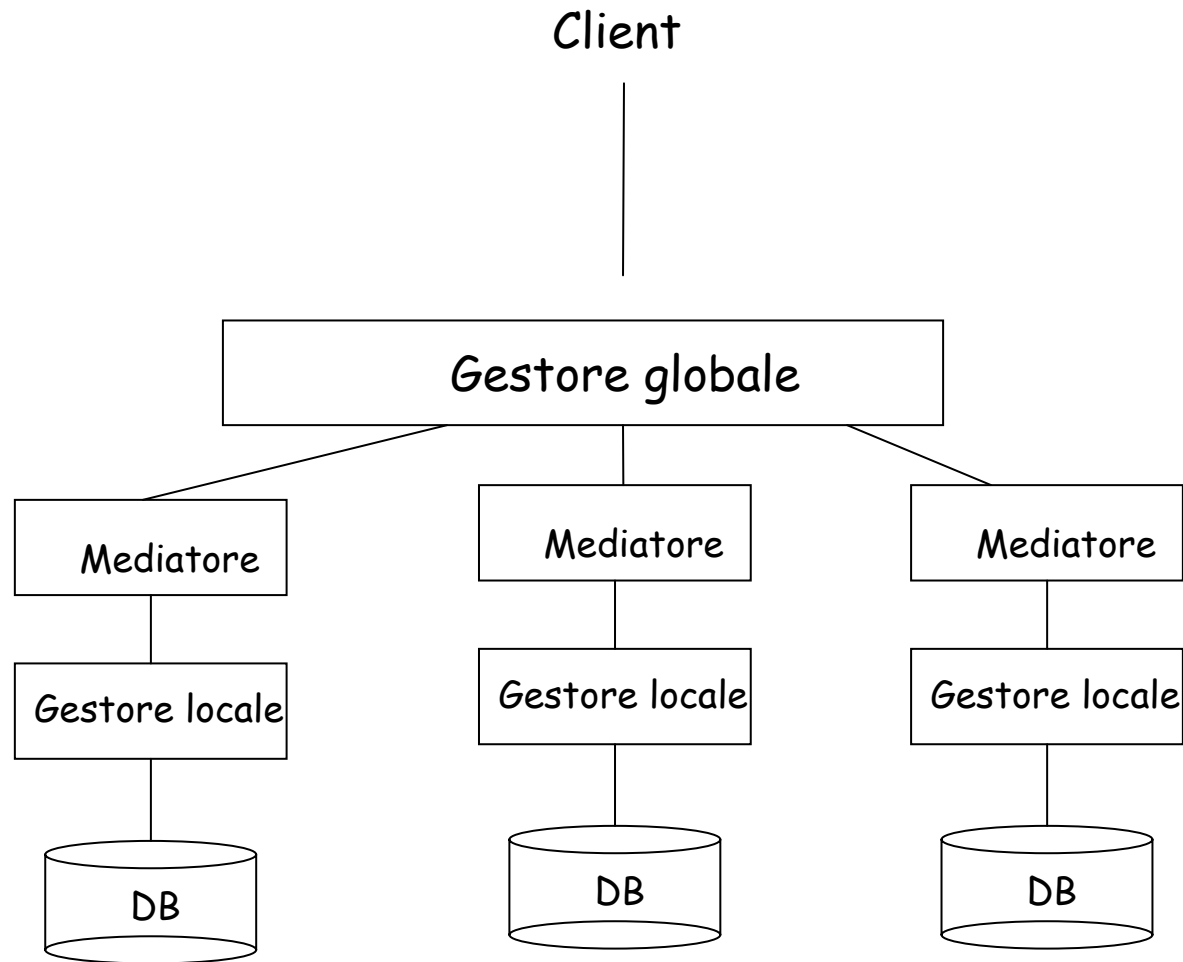 Client
Gestore globale
Mediatore
Mediatore
Mediatore
Gestore locale
Gestore locale
Gestore locale
DB
DB
DB